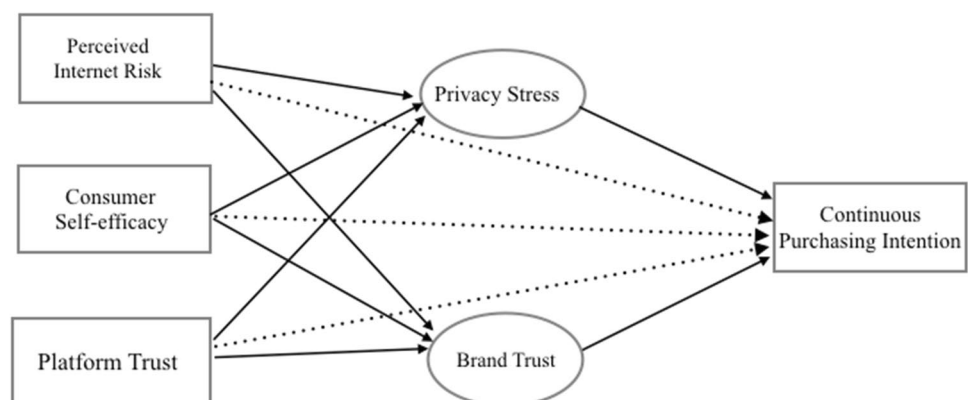 Perceived
Internet Risk
Privacy Stress
Consumer
Self-efficacy
Continuous
Purchasing Intention
Platform Trust
Brand Trust